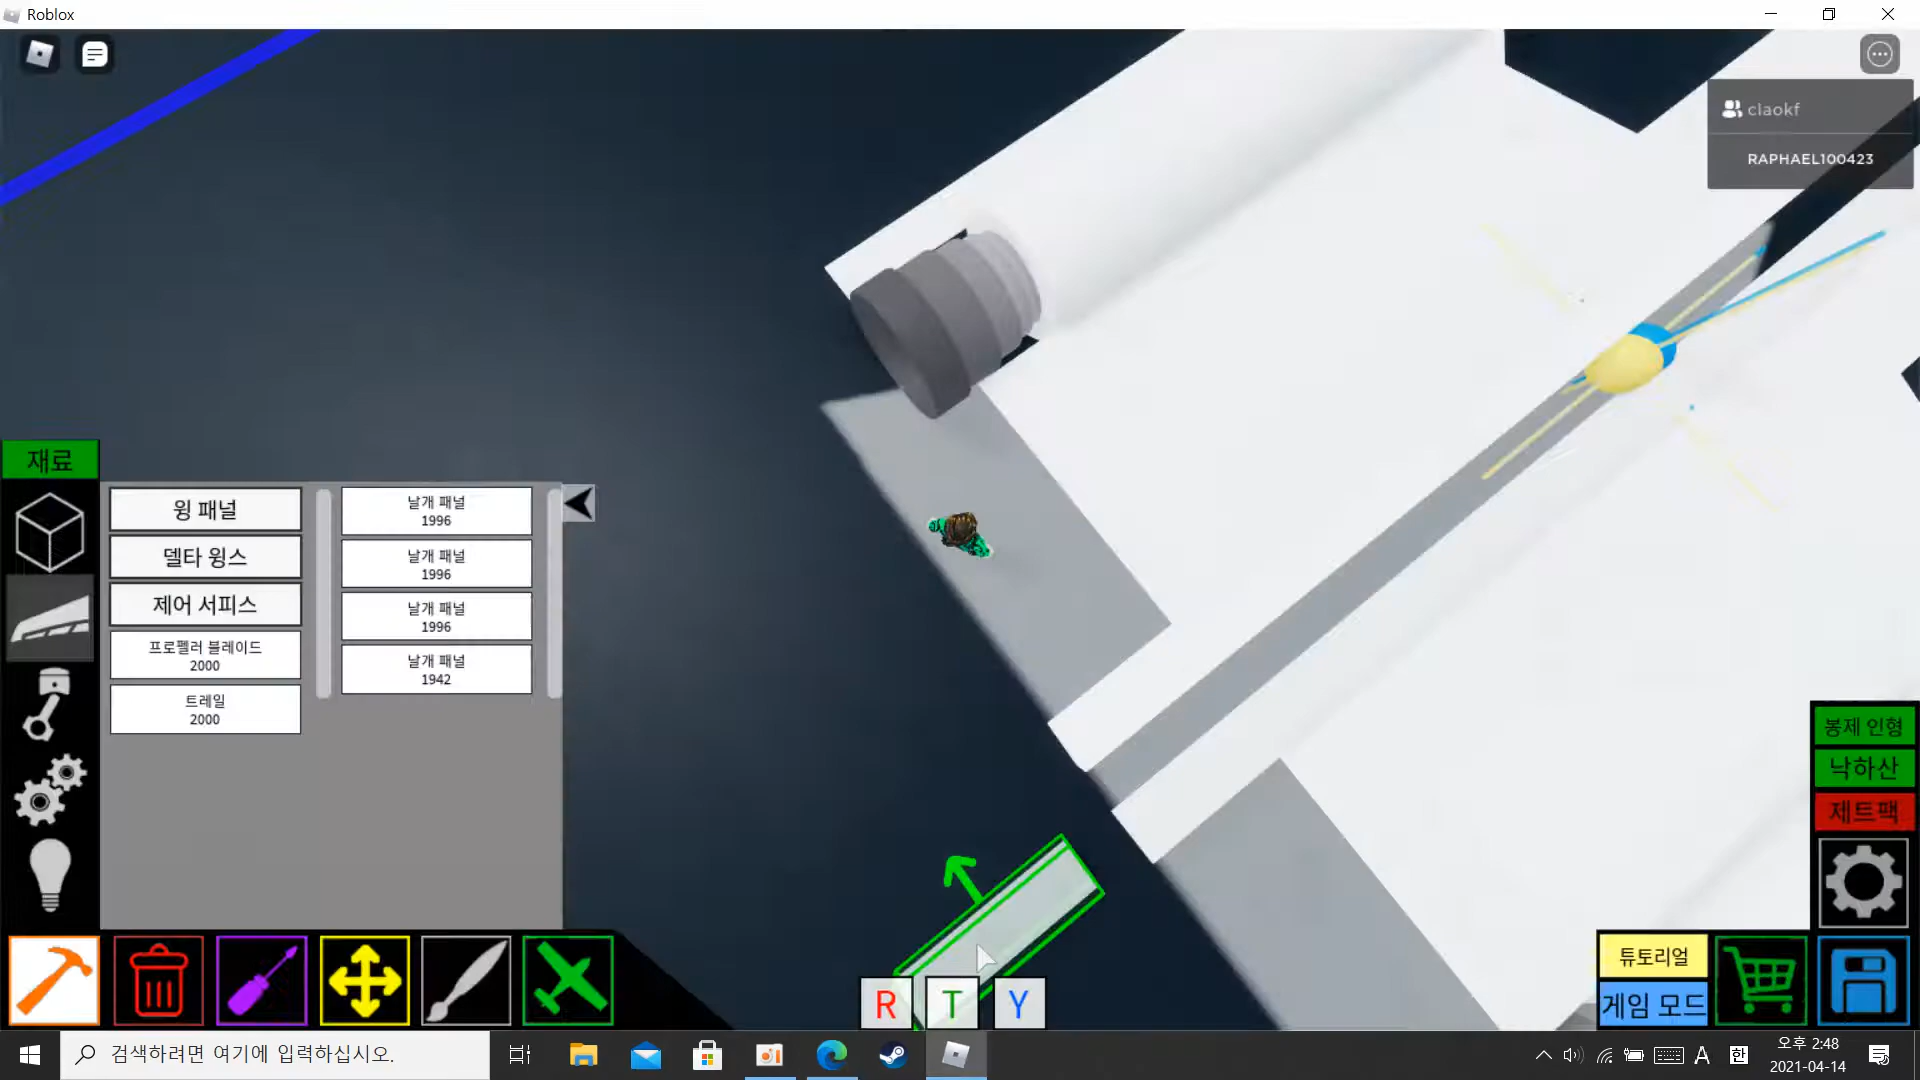 Roblox
claokf
RAPHAEL100423
재료
윙 패널
델타 윙스
제어 서피스
프로펠러 블레이드
2000
트레일
2000
날개 패널
1996
날개 패널
1996
날개 패널
1996
날개 패널
1942
봉제 인형
낙하산
제트팩
튜토리얼
게임 모드
R
T
Y
검색하려면 여기에 입력하십시오.
A
한
오후 2:48
2021-04-14